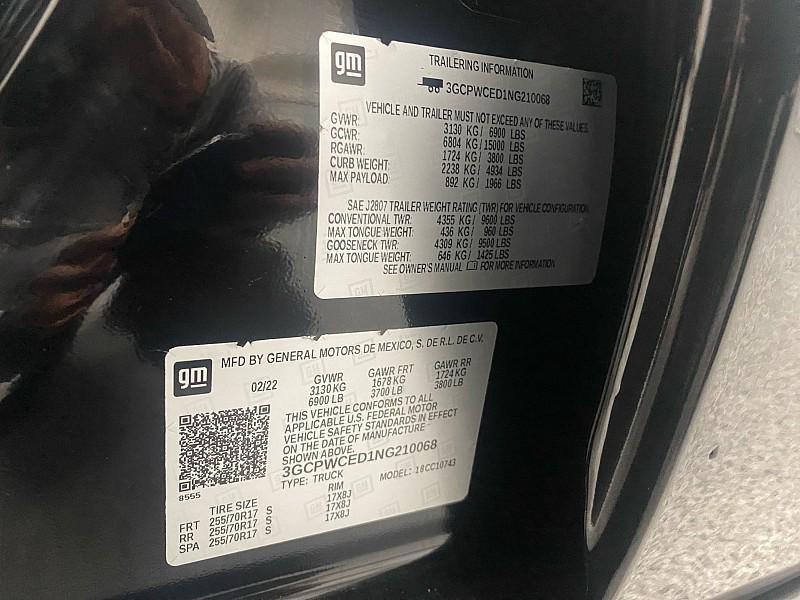 gm
TRAILERING INFORMATION
3GCPWCED1NG210068
VEHICLE AND TRAILER MUST NOT EXCEED ANY OF THESE VALUES.
GVWR: 3130 KG / 6900 LBS
GCWR: 6804 KG / 15000 LBS
RGAWR: 1724 KG / 3800 LBS
CURB WEIGHT: 2238 KG / 4934 LBS
MAX PAYLOAD: 892 KG / 1966 LBS
SAE J2807 TRAILER WEIGHT RATING (TWR) FOR VEHICLE CONFIGURATION.
CONVENTIONAL TWR: 4355 KG / 9600 LBS
MAX TONGUE WEIGHT: 436 KG / 960 LBS
GOOSENECK TWR: 4309 KG / 9500 LBS
MAX TONGUE WEIGHT: 646 KG / 1425 LBS
SEE OWNER'S MANUAL FOR MORE INFORMATION
gm
MFD BY GENERAL MOTORS DE MEXICO, S. DE R.L. DE C.V.
02/22 GVWR GAWR FRT GAWR RR
3130 KG 1678 KG 1724 KG
6900 LB 3700 LB 3800 LB
THIS VEHICLE CONFORMS TO ALL
APPLICABLE U.S. FEDERAL MOTOR
VEHICLE SAFETY STANDARDS IN EFFECT
ON THE DATE OF MANUFACTURE
SHOWN ABOVE.
3GCPWCED1NG210068
TYPE: TRUCK MODEL: 18CC10743
8555
TIRE SIZE RIM
FRT 255/70R17 S 17X8J
RR 255/70R17 S 17X8J
SPA 255/70R17 S 17X8J